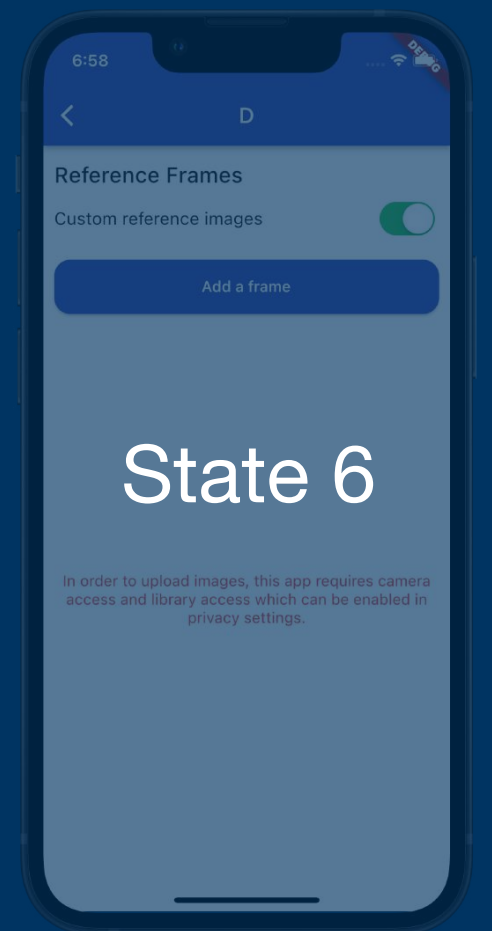 6:58
DEBUG
D
Reference Frames
Custom reference images
Add a frame
State 6
In order to upload images, this app requires camera
access and library access which can be enabled in
privacy settings.